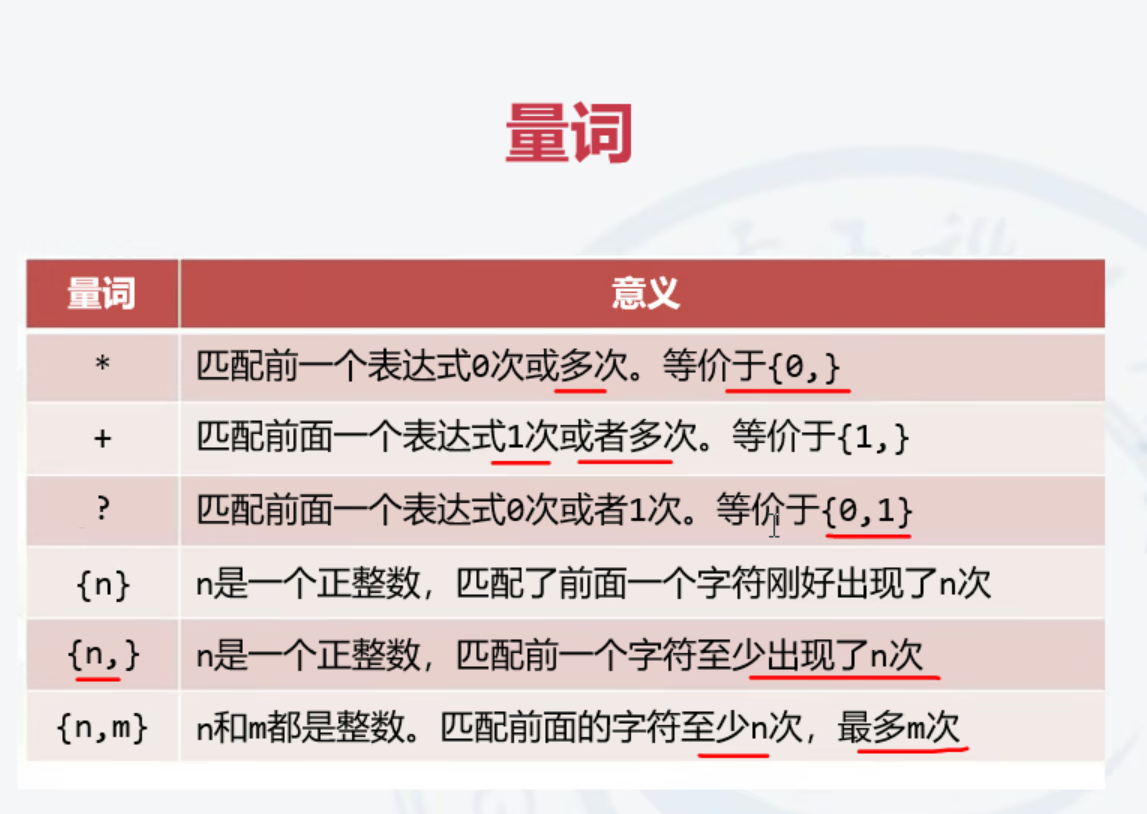 量词
量词 意义
* 匹配前一个表达式0次或多次。等价于{0,}
+ 匹配前面一个表达式1次或者多次。等价于{1,}
? 匹配前面一个表达式0次或者1次。等价于{0,1}
{n} n是一个正整数，匹配了前面一个字符刚好出现了n次
{n,} n是一个正整数，匹配前一个字符至少出现了n次
{n,m} n和m都是整数。匹配前面的字符至少n次，最多m次